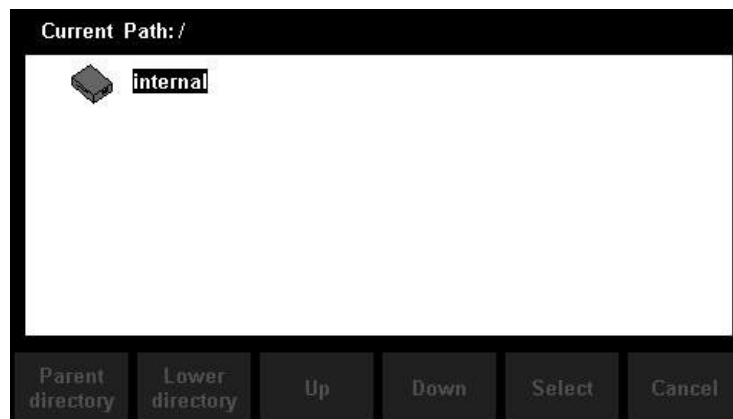 Current Path: /
internal
Parent directory
Lower directory
Up
Down
Select
Cancel